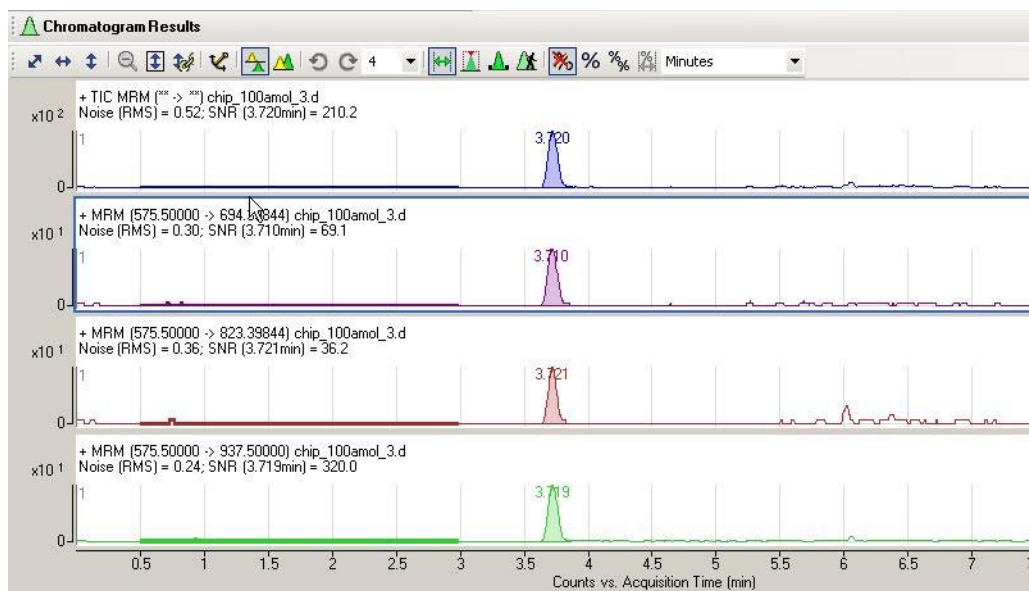 Chromatogram Results
4 Minutes
+ TIC MRM (** -> **) chip_100amol_3.d
Noise (RMS) = 0.52; SNR (3.720min) = 210.2
x10 2
1
3.720
0
+ MRM (575.50000 -> 844) chip_100amol_3.d
Noise (RMS) = 0.30; SNR (3.710min) = 69.1
x10 1
1
3.710
0
+ MRM (575.50000 -> 823.39844) chip_100amol_3.d
Noise (RMS) = 0.36; SNR (3.721min) = 36.2
x10 1
1
3.721
0
+ MRM (575.50000 -> 937.50000) chip_100amol_3.d
Noise (RMS) = 0.24; SNR (3.719min) = 320.0
x10 1
1
3.719
0
0.5 1 1.5 2 2.5 3 3.5 4 4.5 5 5.5 6 6.5 7
Counts vs. Acquisition Time (min)